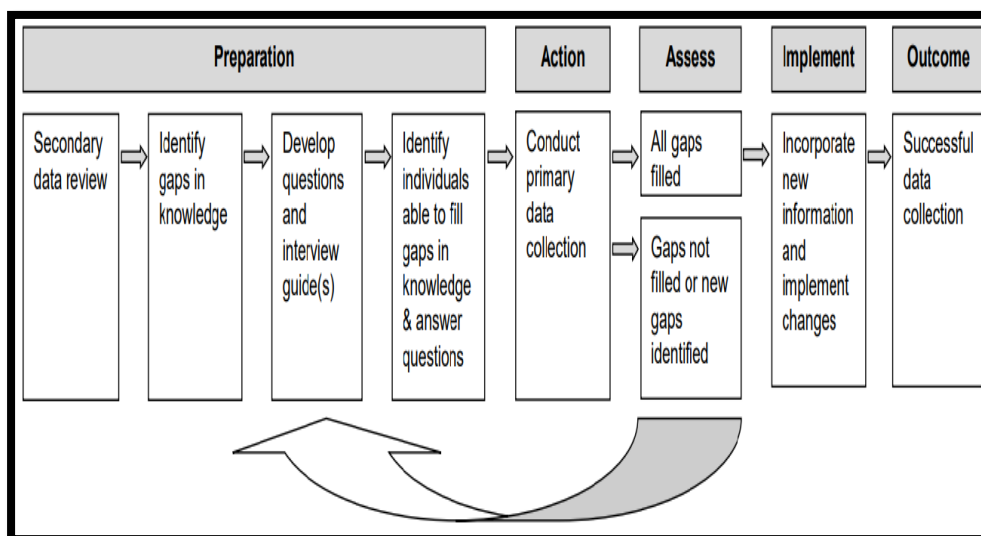 Preparation
Action
Assess
Implement
Outcome
Secondary
data review
Identify
gaps in
knowledge
Develop
questions
and
interview
guide(s)
Identify
individuals
able to fill
gaps in
knowledge
& answer
questions
Conduct
primary
data
collection
All gaps
filled
Gaps not
filled or new
gaps
identified
Incorporate
new
information
and
implement
changes
Successful
data
collection